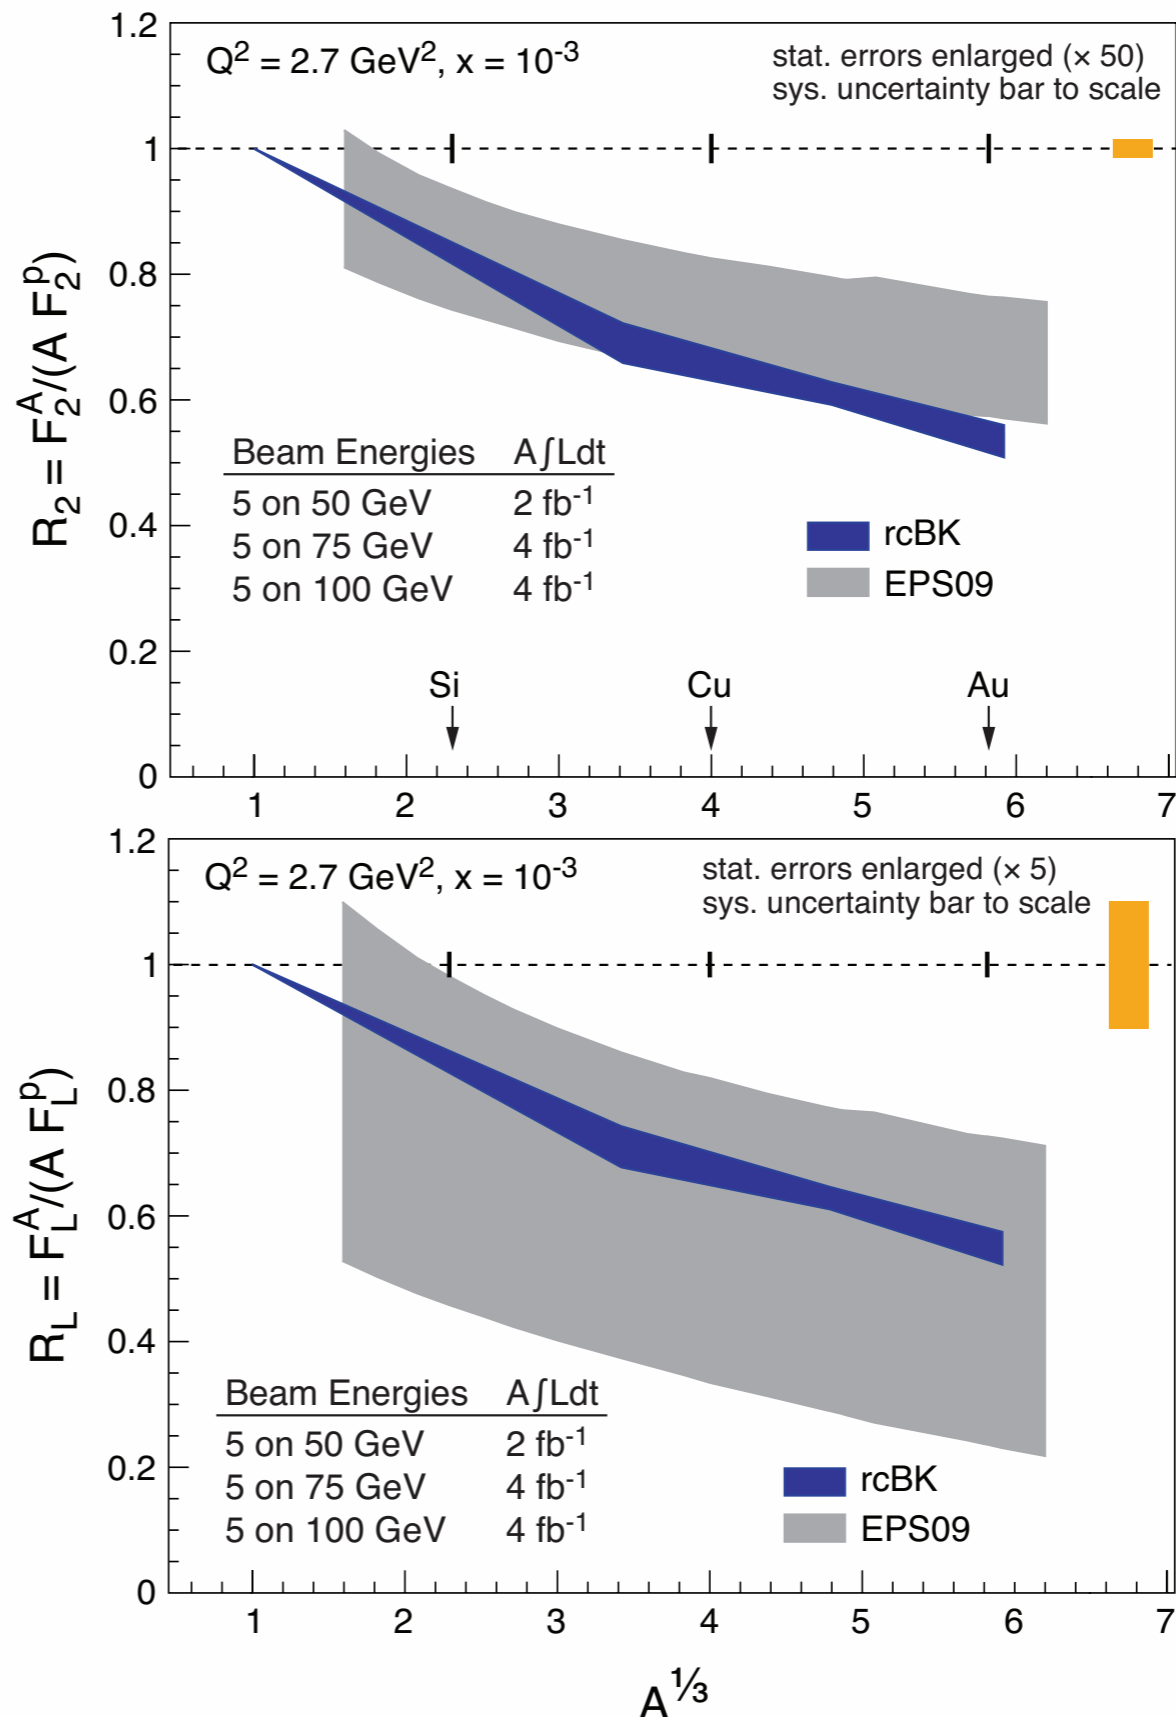 1.2
Q² = 2.7 GeV², x = 10⁻³
stat. errors enlarged (× 50)
sys. uncertainty bar to scale
1
0.8
0.6
0.4
0.2
0
R₂ = F₂ᴬ/(A F₂ᵖ)
Beam Energies A∫Ldt
5 on 50 GeV 2 fb⁻¹
5 on 75 GeV 4 fb⁻¹
5 on 100 GeV 4 fb⁻¹
rcBK
EPS09
Si Cu Au
1 2 3 4 5 6 7
1.2
Q² = 2.7 GeV², x = 10⁻³
stat. errors enlarged (× 5)
sys. uncertainty bar to scale
1
0.8
0.6
0.4
0.2
0
R_L = F_Lᴬ/(A F_Lᵖ)
Beam Energies A∫Ldt
5 on 50 GeV 2 fb⁻¹
5 on 75 GeV 4 fb⁻¹
5 on 100 GeV 4 fb⁻¹
rcBK
EPS09
1 2 3 4 5 6 7
A^⅓